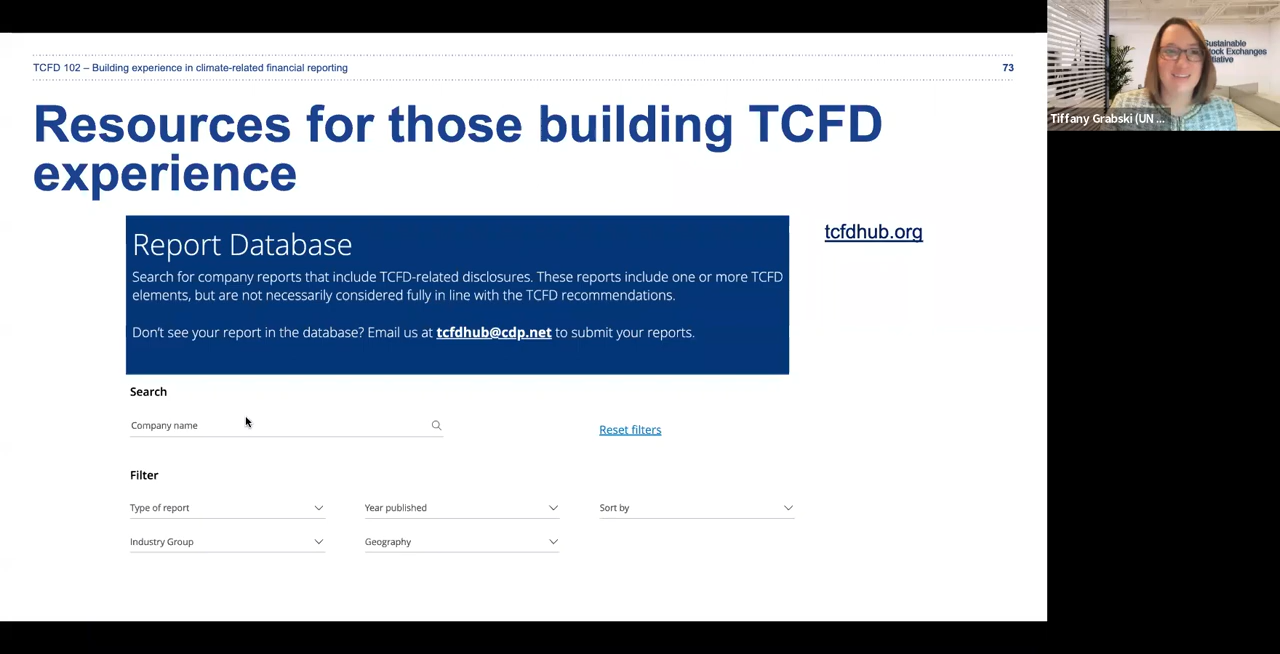 TCFD 102 – Building experience in climate-related financial reporting
73
Resources for those building TCFD
experience
Report Database
Search for company reports that include TCFD-related disclosures. These reports include one or more TCFD
elements, but are not necessarily considered fully in line with the TCFD recommendations.
Don't see your report in the database? Email us at tcfdhub@cdp.net to submit your reports.
tcfdhub.org
Search
Company name
Reset filters
Filter
Type of report
Year published
Sort by
Industry Group
Geography
Sustainable
tock Exchanges
itiative
Tiffany Grabski (UN ...